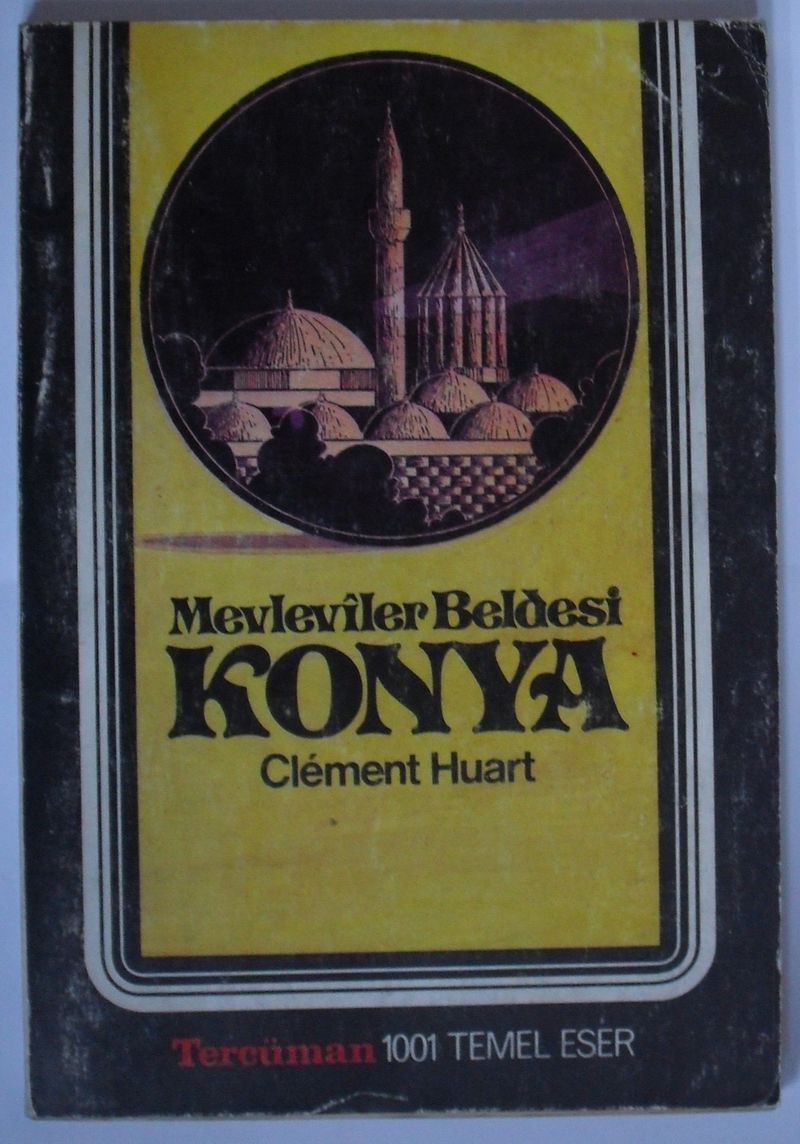 Mevlevîler Beldesi
KONYA
Clément Huart
Tercüman 1001 TEMEL ESER